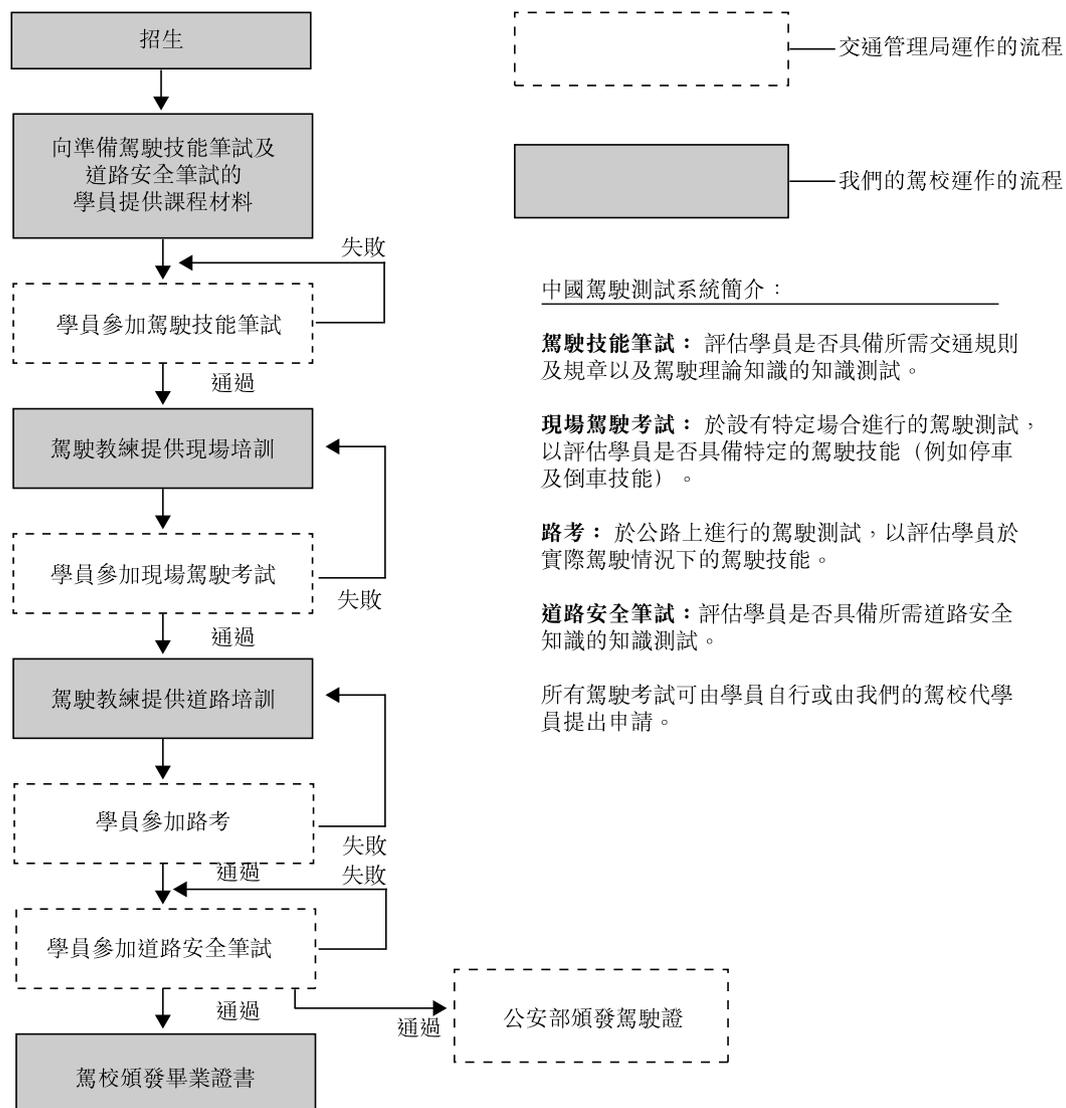 招生
交通管理局運作的流程
向準備駕駛技能筆試及
道路安全筆試的
學員提供課程材料
我們的駕校運作的流程
失敗
學員參加駕駛技能筆試
通過
駕駛教練提供現場培訓
學員參加現場駕駛考試
失敗
通過
駕駛教練提供道路培訓
學員參加路考
失敗
通過
失敗
學員參加道路安全筆試
通過
通過
公安部頒發駕駛證
駕校頒發畢業證書
中國駕駛測試系統簡介：
駕駛技能筆試：評估學員是否具備所需交通規則
及規章以及駕駛理論知識的知識測試。
現場駕駛考試：於設有特定場合進行的駕駛測試，
以評估學員是否具備特定的駕駛技能（例如停車
及倒車技能）。
路考：於公路上進行的駕駛測試，以評估學員於
實際駕駛情況下的駕駛技能。
道路安全筆試：評估學員是否具備所需道路安全
知識的知識測試。
所有駕駛考試可由學員自行或由我們的駕校代學
員提出申請。